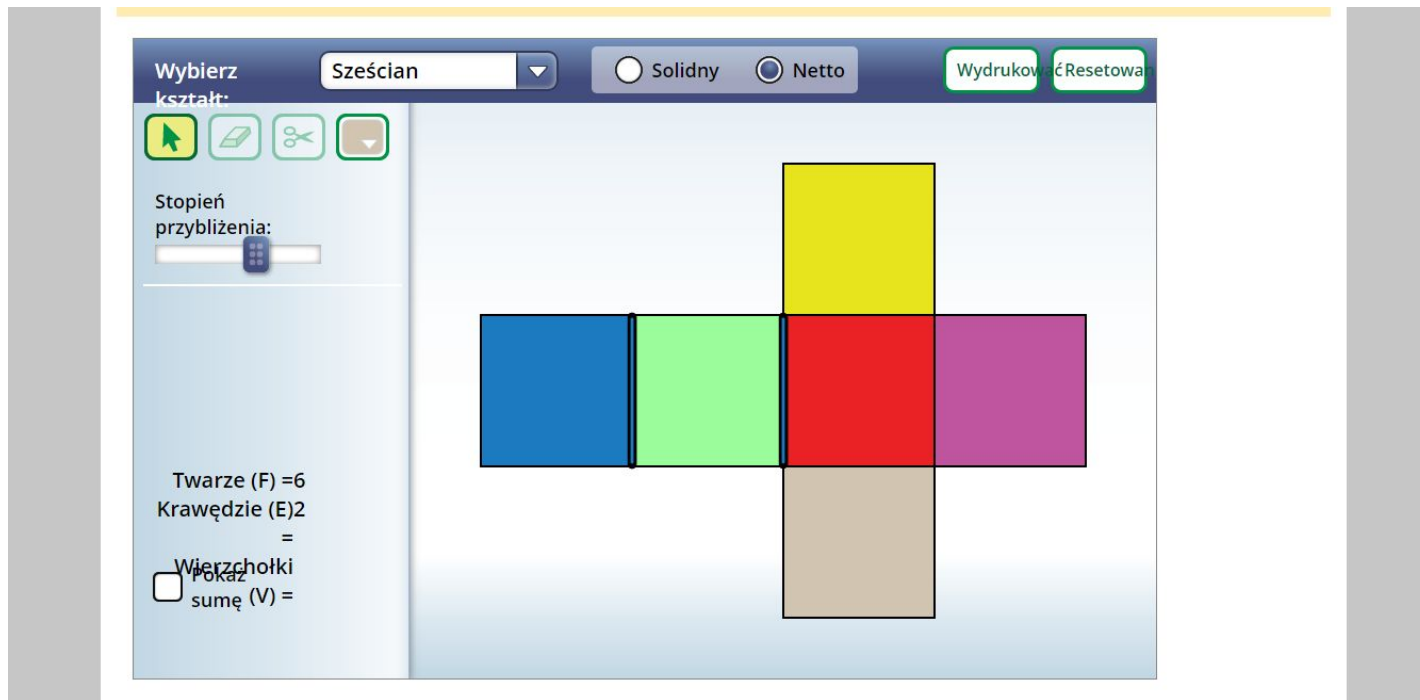 Wybierz
kształt:
Sześcian
Solidny
Netto
Wydrukować
Resetowan
Stopień
przybliżenia:
Twarze (F) =6
Krawędzie (E)2
=
Wierzchołki
(V) =
Pokaż
sumę